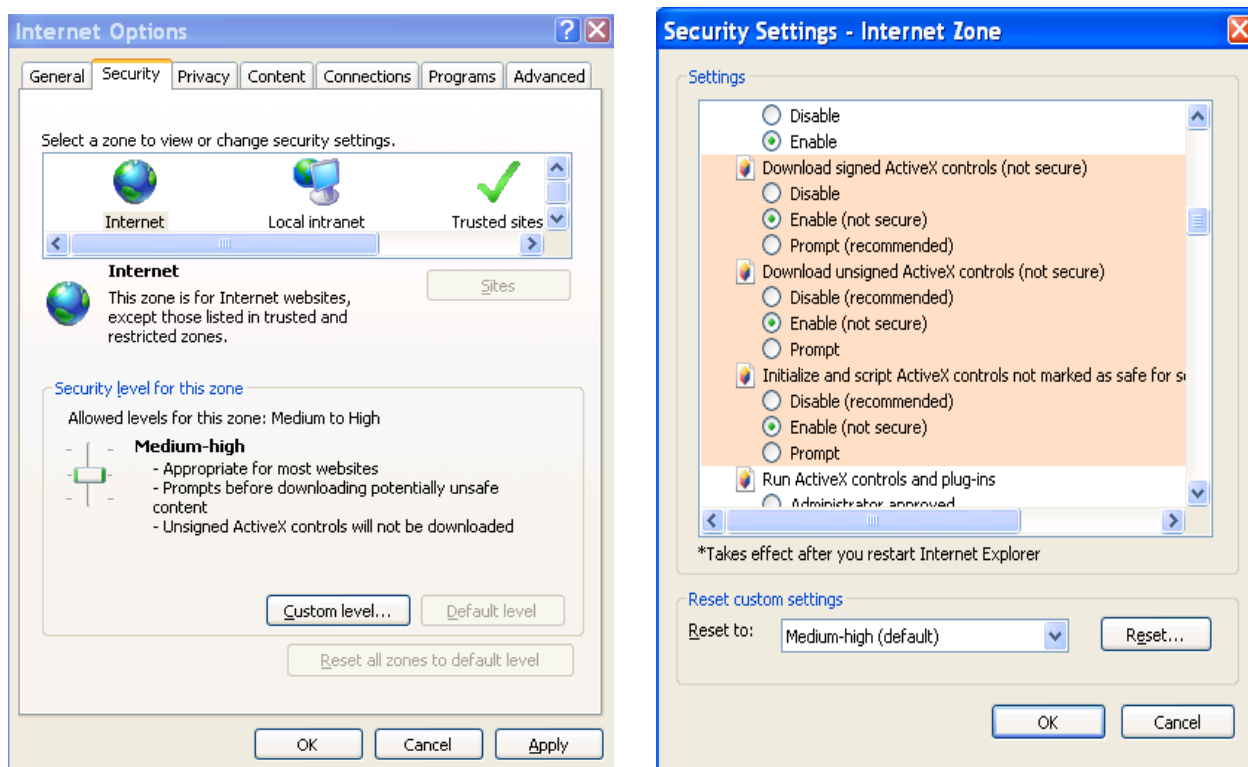 Internet Options
General Security Privacy Content Connections Programs Advanced
Select a zone to view or change security settings.
Internet Local intranet Trusted sites
Internet
Sites
This zone is for Internet websites,
except those listed in trusted and
restricted zones.
Security level for this zone
Allowed levels for this zone: Medium to High
Medium-high
- Appropriate for most websites
- Prompts before downloading potentially unsafe
content
- Unsigned ActiveX controls will not be downloaded
Custom level... Default level
Reset all zones to default level
OK Cancel Apply
Security Settings - Internet Zone
Settings
Disable
Enable
Download signed ActiveX controls (not secure)
Disable
Enable (not secure)
Prompt (recommended)
Download unsigned ActiveX controls (not secure)
Disable (recommended)
Enable (not secure)
Prompt
Initialize and script ActiveX controls not marked as safe for
Disable (recommended)
Enable (not secure)
Prompt
Run ActiveX controls and plug-ins
Administrator approved
*Takes effect after you restart Internet Explorer
Reset custom settings
Reset to: Medium-high (default) Reset...
OK Cancel